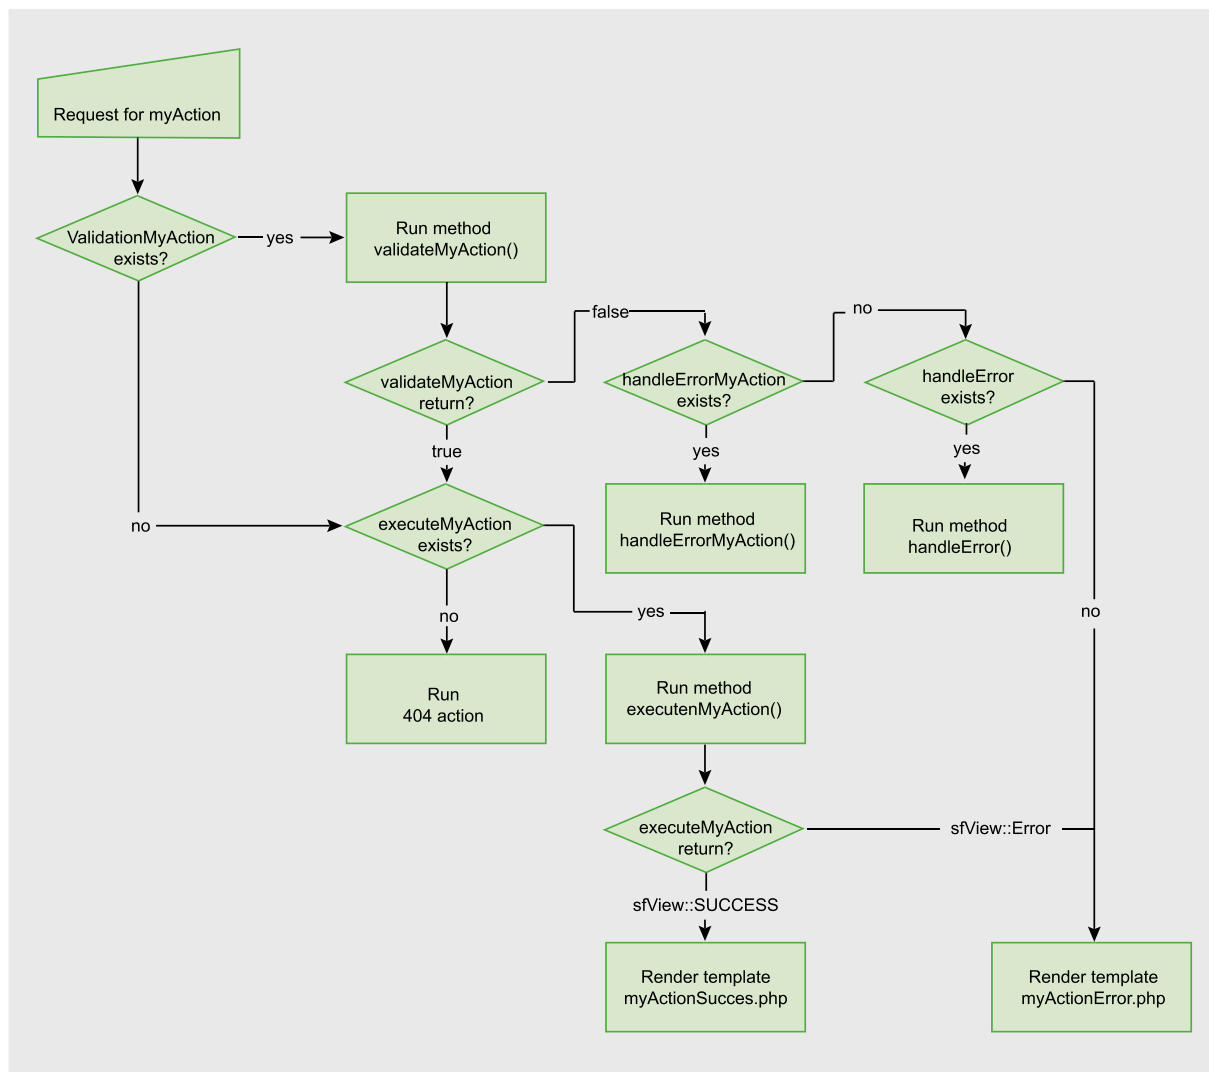 Request for myAction
ValidationMyAction
exists?
yes
Run method
validateMyAction()
false
no
validateMyAction
return?
handleErrorMyAction
exists?
handleError
exists?
true
yes
yes
no
executeMyAction
exists?
Run method
handleErrorMyAction()
Run method
handleError()
no
yes
no
Run
404 action
Run method
executenMyAction()
executeMyAction
return?
sfView::Error
sfView::SUCCESS
Render template
myActionSucces.php
Render template
myActionError.php